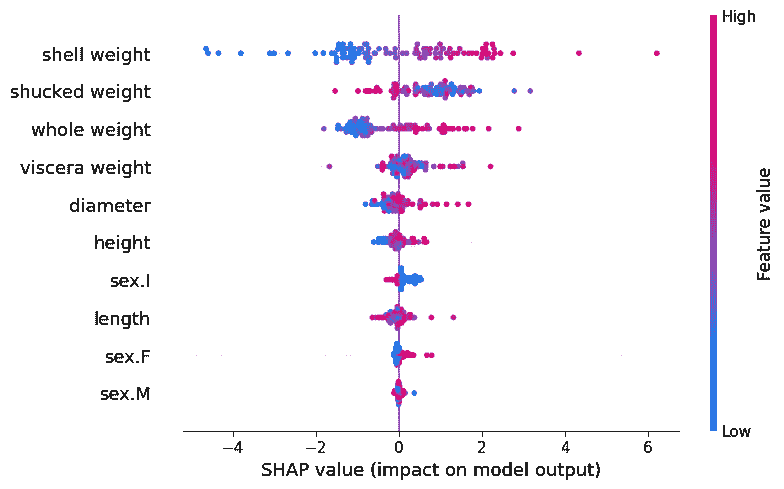 High
shell weight
shucked weight
whole weight
viscera weight
diameter
height
sex.I
length
sex.F
sex.M
Feature value
Low
−4 −2 0 2 4 6
SHAP value (impact on model output)